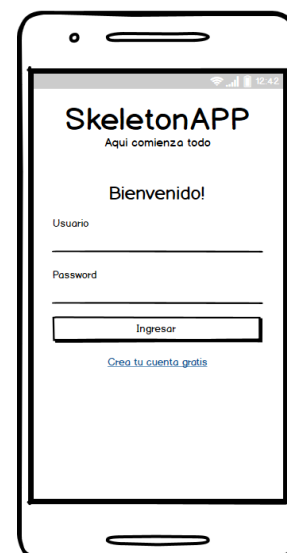 12:42
SkeletonAPP
Aqui comienza todo
Bienvenido!
Usuario
Password
Ingresar
Crea tu cuenta gratis